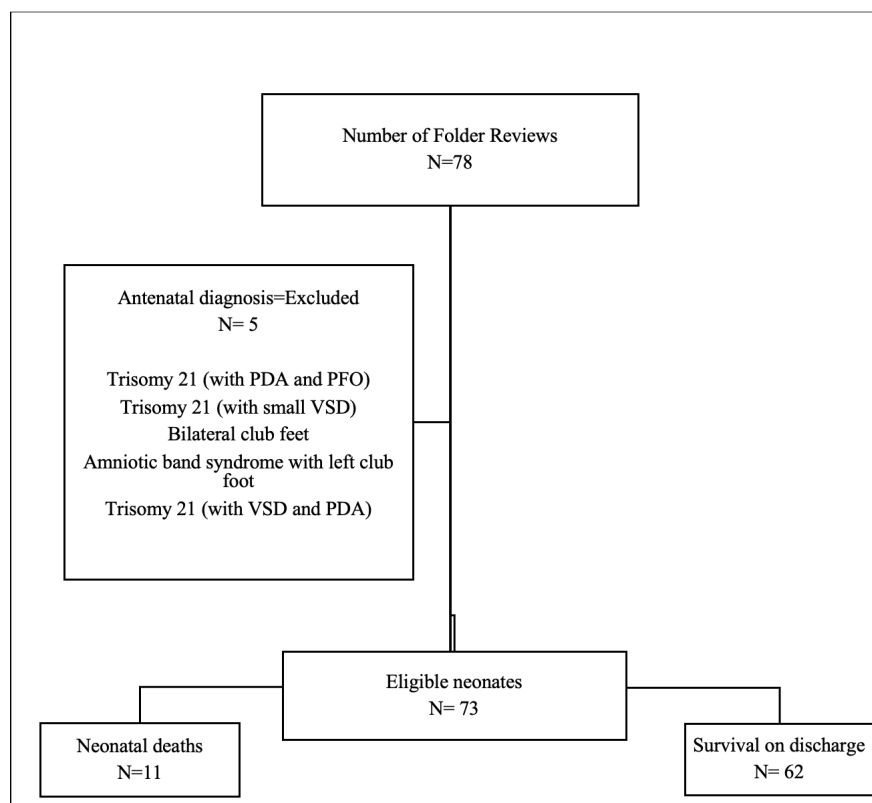 Number of Folder Reviews
N=78
Antenatal diagnosis=Excluded
N= 5
Trisomy 21 (with PDA and PFO)
Trisomy 21 (with small VSD)
Bilateral club feet
Amniotic band syndrome with left club
foot
Trisomy 21 (with VSD and PDA)
Eligible neonates
N= 73
Neonatal deaths
N=11
Survival on discharge
N= 62